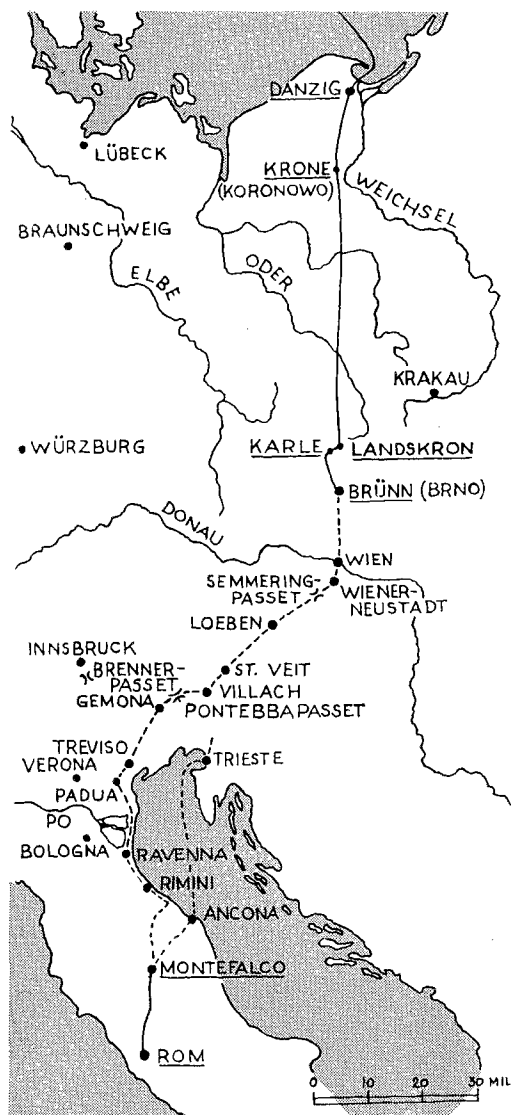 DANZIG
LÜBECK
KRONE
(KORONOWO)
WEICHSEL
BRAUNSCHWEIG
ELBE
ODER
KRAKAU
WÜRZBURG
KARLE
LANDSKRON
BRÜNN (BRNO)
DONAU
WIEN
SEMMERING-
PASSET
WIENER-
NEUSTADT
LOEBEN
INNSBRUCK
BRENNER-
PASSET
ST. VEIT
GEMONA
VILLACH
PONTEBBAPASSET
TREVISO
TRIESTE
VERONA
PADUA
PO
BOLOGNA
RAVENNA
RIMINI
ANCONA
MONTEFALCO
ROM
0 10 20 30 MIL